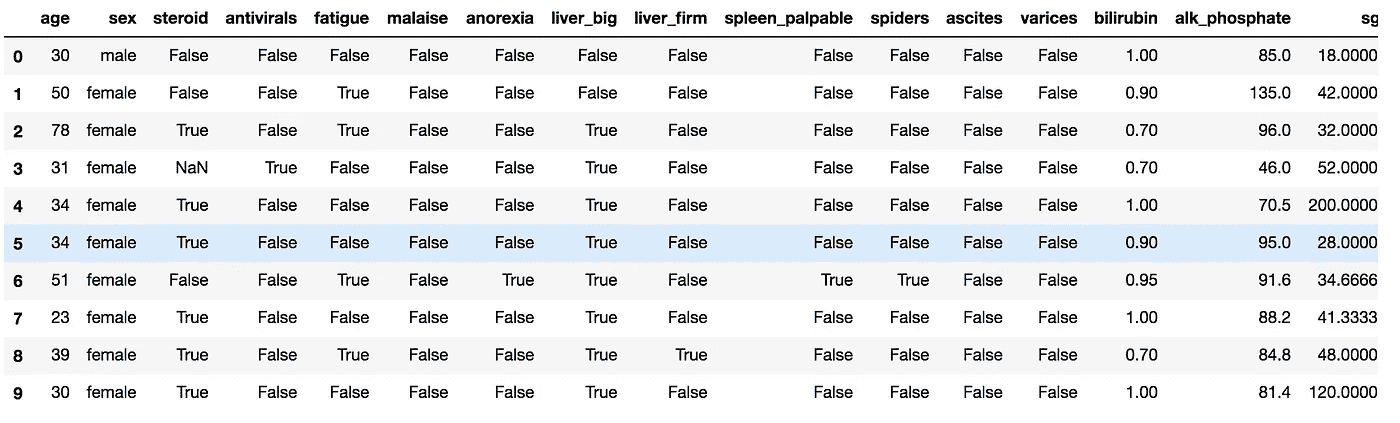 age sex steroid antivirals fatigue malaise anorexia liver_big liver_firm spleen_palpable spiders ascites varices bilirubin alk_phosphate sg
0 30 male False False False False False False False False False False False 1.00 85.0 18.0000
1 50 female False False True False False False False False False False False 0.90 135.0 42.0000
2 78 female True False True False False True False False False False False 0.70 96.0 32.0000
3 31 female NaN True False False False True False False False False False 0.70 46.0 52.0000
4 34 female True False False False False True False False False False False 1.00 70.5 200.0000
5 34 female True False False False False True False False False False False 0.90 95.0 28.0000
6 51 female False False True False True True False True True False False 0.95 91.6 34.6666
7 23 female True False False False False True False False False False False 1.00 88.2 41.3333
8 39 female True False True False False True True False False False False 0.70 84.8 48.0000
9 30 female True False False False False True False False False False False 1.00 81.4 120.0000